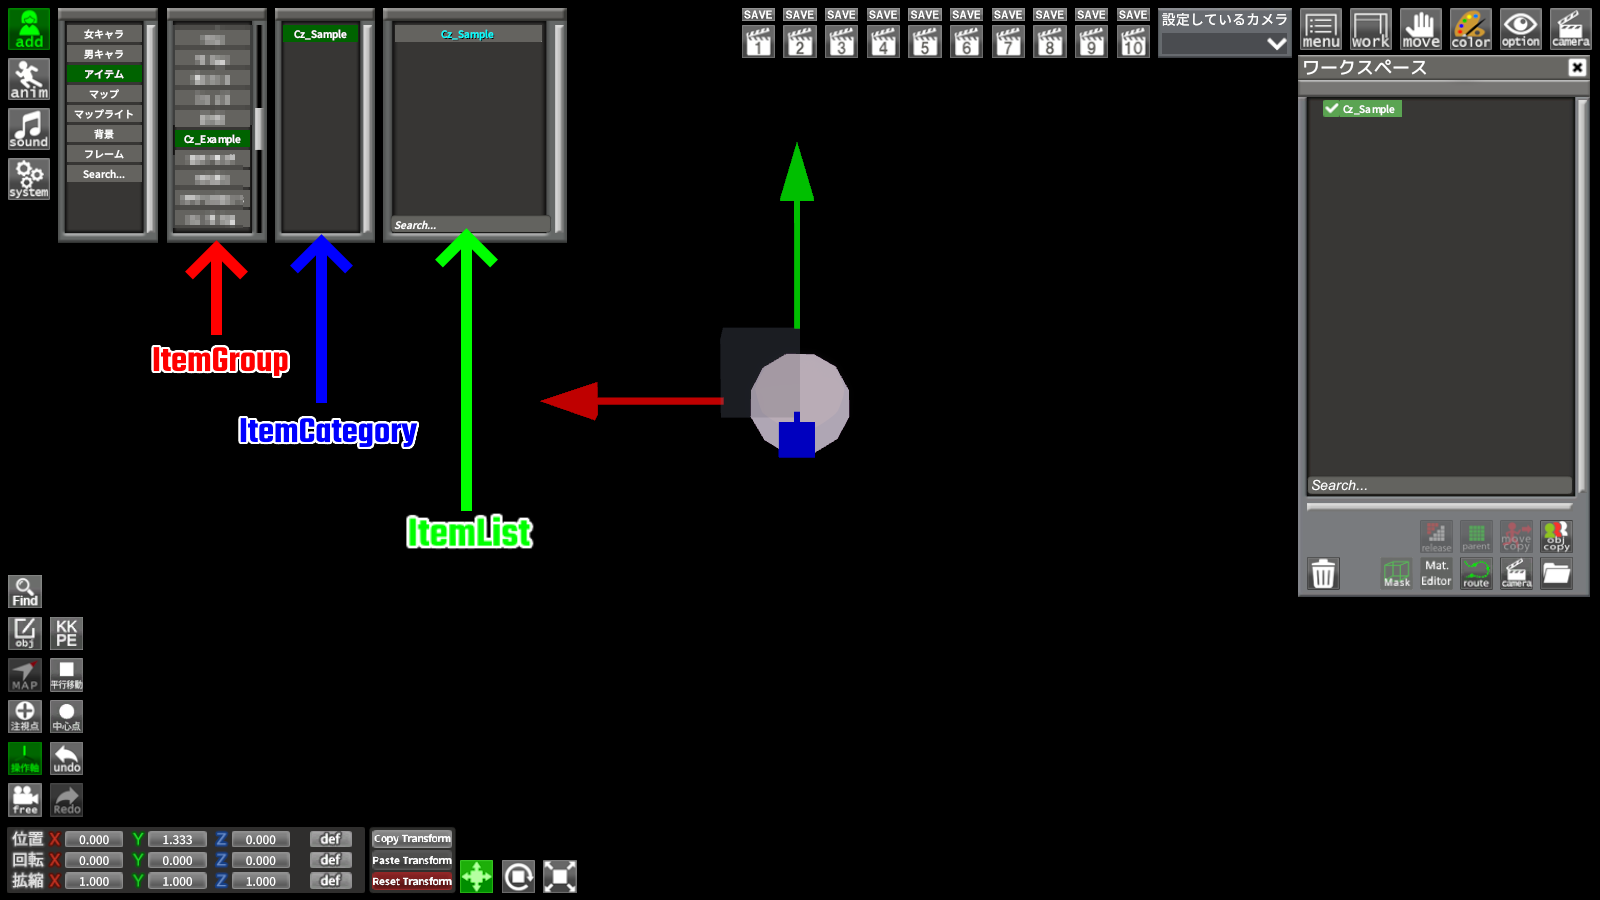 add
anim
sound
system
女キャラ
男キャラ
アイテム
マップ
マップライト
背景
フレーム
Search...
Cz_Example
Cz_Sample
Cz_Sample
Search...
ItemGroup
ItemCategory
ItemList
SAVE SAVE SAVE SAVE SAVE SAVE SAVE SAVE SAVE SAVE
1 2 3 4 5 6 7 8 9 10
設定しているカメラ
menu work move color option camera
ワークスペース
Cz_Sample
Search...
release parent move copy obj copy
Mask Mat. Editor route camera
Find
obj KK PE
MAP 平行移動
注視点 中心点
操作軸 undo
free Redo
位置 X 0.000 Y 1.333 Z 0.000 def Copy Transform
回転 X 0.000 Y 0.000 Z 0.000 def Paste Transform
拡縮 X 1.000 Y 1.000 Z 1.000 def Reset Transform